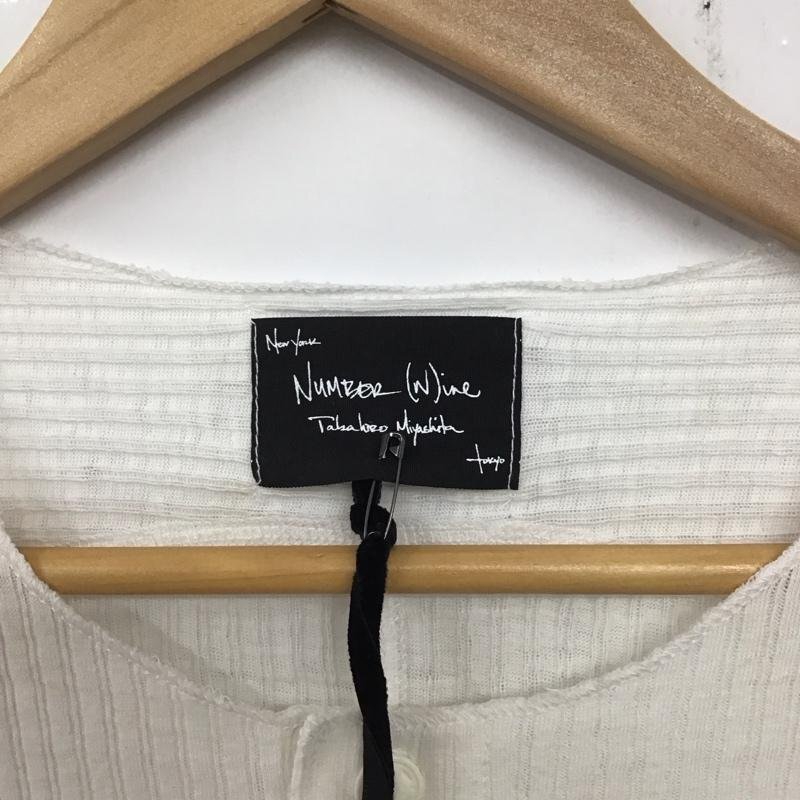 New York
NUMBER (N)ine
Takahiro Miyashita
Tokyo